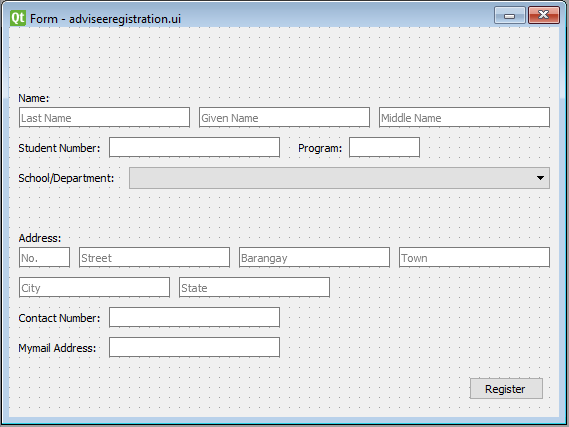 Qt Form - adviseeregistration.ui
Name:
Last Name Given Name Middle Name
Student Number: Program:
School/Department:
Address:
No. Street Barangay Town
City State
Contact Number:
Mymail Address:
Register